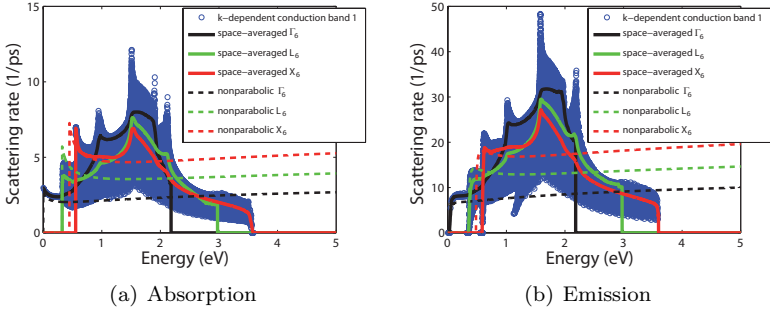 15
10
5
0
Scattering rate (1/ps)
0 1 2 3 4 5
Energy (eV)
k−dependent conduction band 1
space−averaged Γ6
space−averaged L6
space−averaged X6
nonparabolic Γ6
nonparabolic L6
nonparabolic X6
(a) Absorption
50
40
30
20
10
0
Scattering rate (1/ps)
0 1 2 3 4 5
Energy (eV)
k−dependent conduction band 1
space−averaged Γ6
space−averaged L6
space−averaged X6
nonparabolic Γ6
nonparabolic L6
nonparabolic X6
(b) Emission